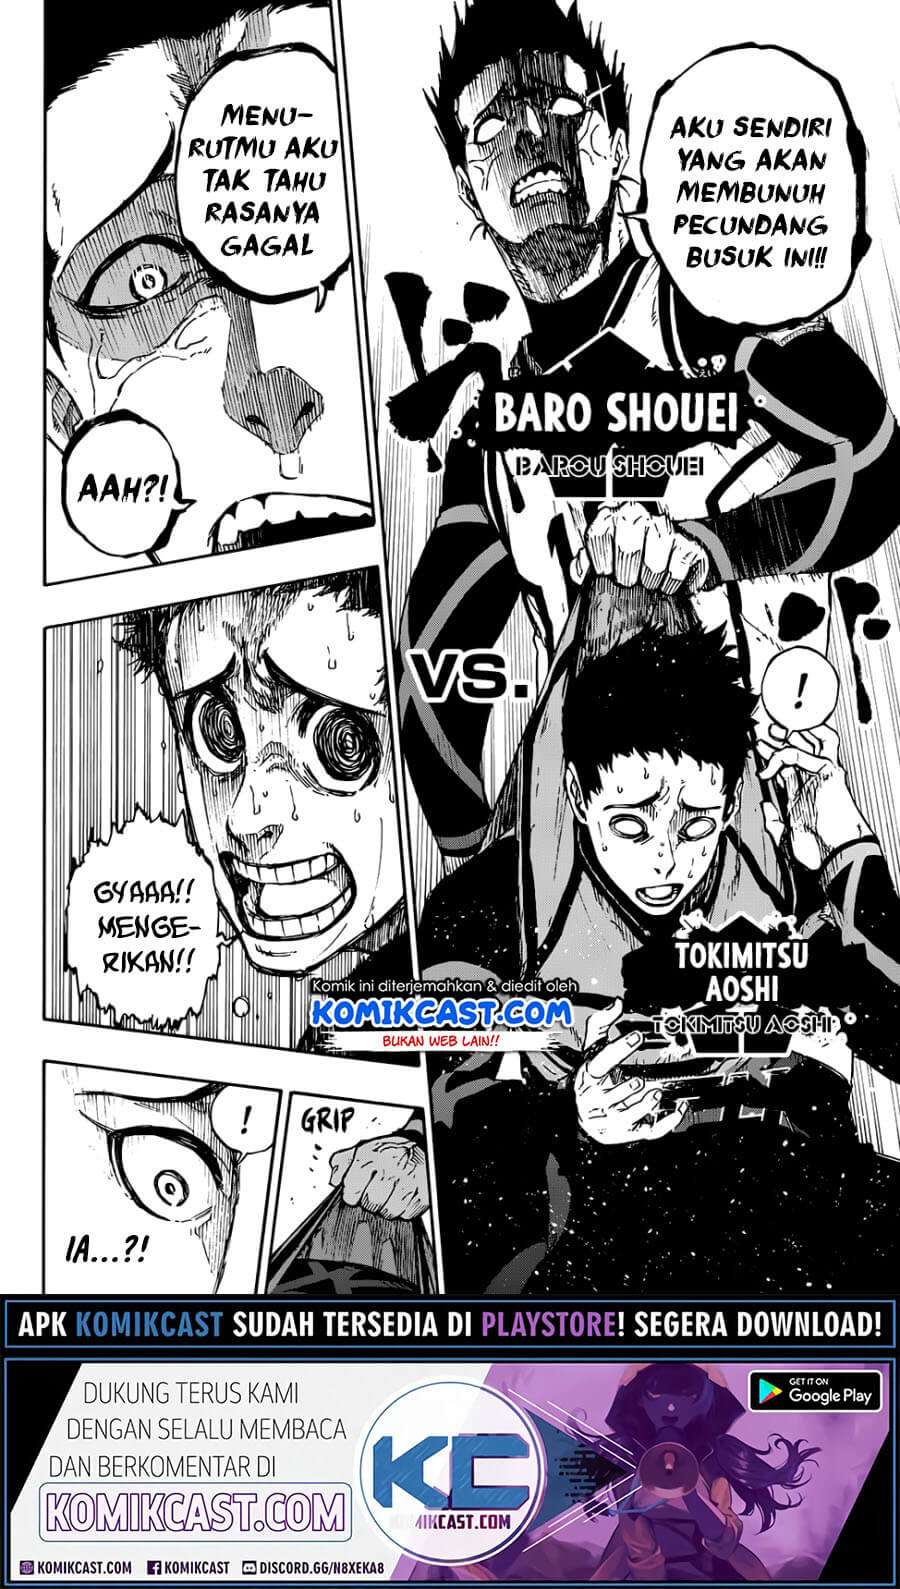 AKU SENDIRI
YANG AKAN
MEMBUNUH
PECUNDANG
BUSUK INI!!
BARO SHOUEI
BAROU SHOUEI
VS.
!
TOKIMITSU
AOSHI
TOKIMITSU AOSHI
MENU-
RUTMU AKU
TAK TAHU
RASANYA
GAGAL
AAH?!
GYAAA!!
MENGE-
RIKAN!!
Komik ini diterjemahkan & diedit oleh
KOMIKCAST.COM
BUKAN WEB LAIN!!
GRIP
!
IA...?!
APK KOMIKCAST SUDAH TERSEDIA DI PLAYSTORE! SEGERA DOWNLOAD!
DUKUNG TERUS KAMI
DENGAN SELALU MEMBACA
DAN BERKOMENTAR DI
KOMIKCAST.COM
KOMIKCAST.COM
KOMIKCAST
DISCORD.GG/N8XEKA8
KC
KOMIKCAST.COM
GET IT ON
Google Play